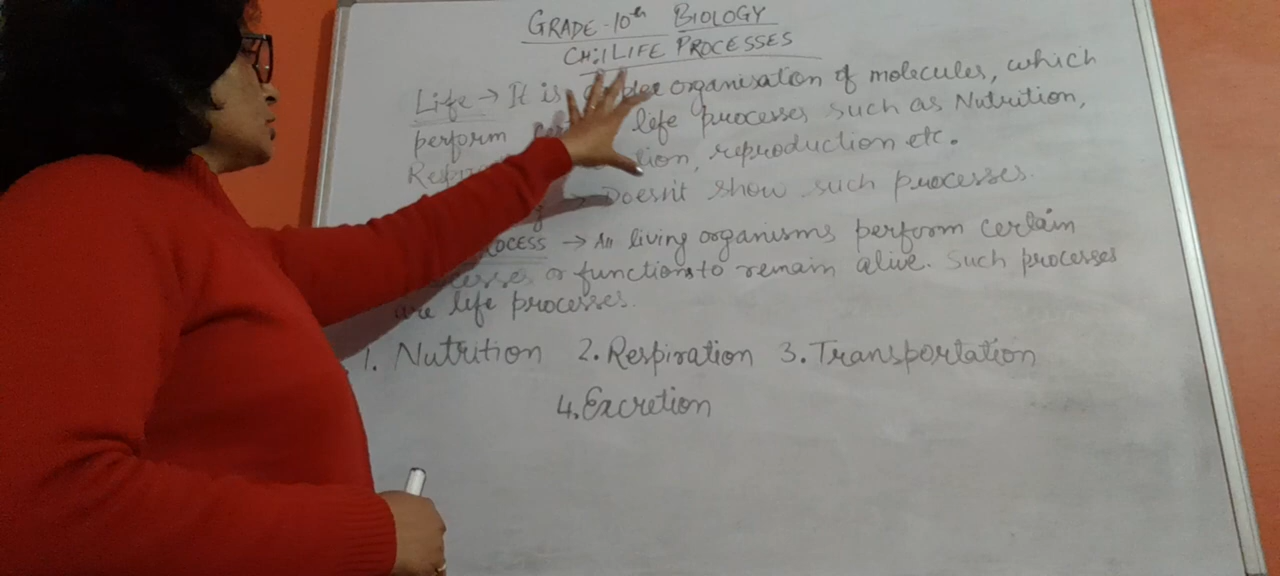 GRADE-10th BIOLOGY
CH:1 LIFE PROCESSES
Life → It is organisation of molecules, which
perform life processes such as Nutrition,
reproduction etc.
→ Doesn't show such processes.
→ All living organisms perform certain
or functions to remain alive. Such processes
are life processes.
1. Nutrition 2. Respiration 3. Transportation
4. Excretion